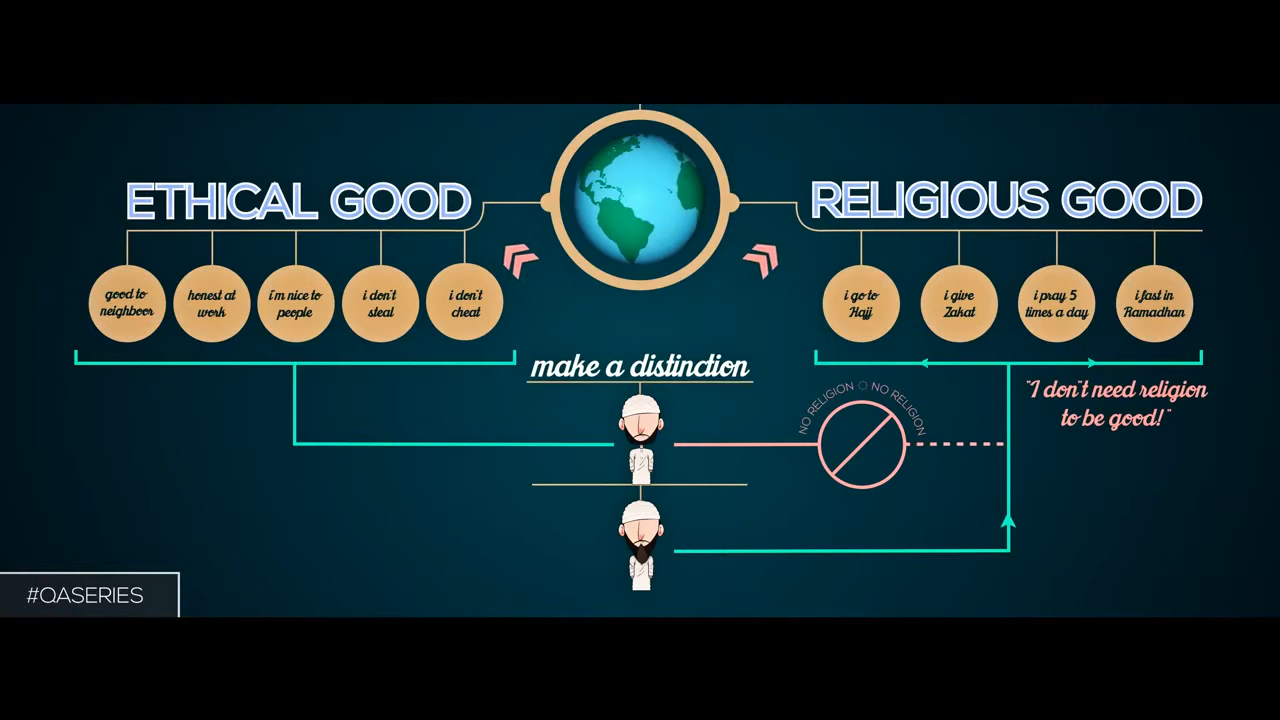 ETHICAL GOOD
RELIGIOUS GOOD
good to
neighboor
honest at
work
i'm nice to
people
i don't
steal
i don't
cheat
i go to
Hajj
i give
Zakat
i pray 5
times a day
i fast in
Ramadhan
make a distinction
NO RELIGION NO RELIGION
"I don't need religion
to be good!"
#QASERIES